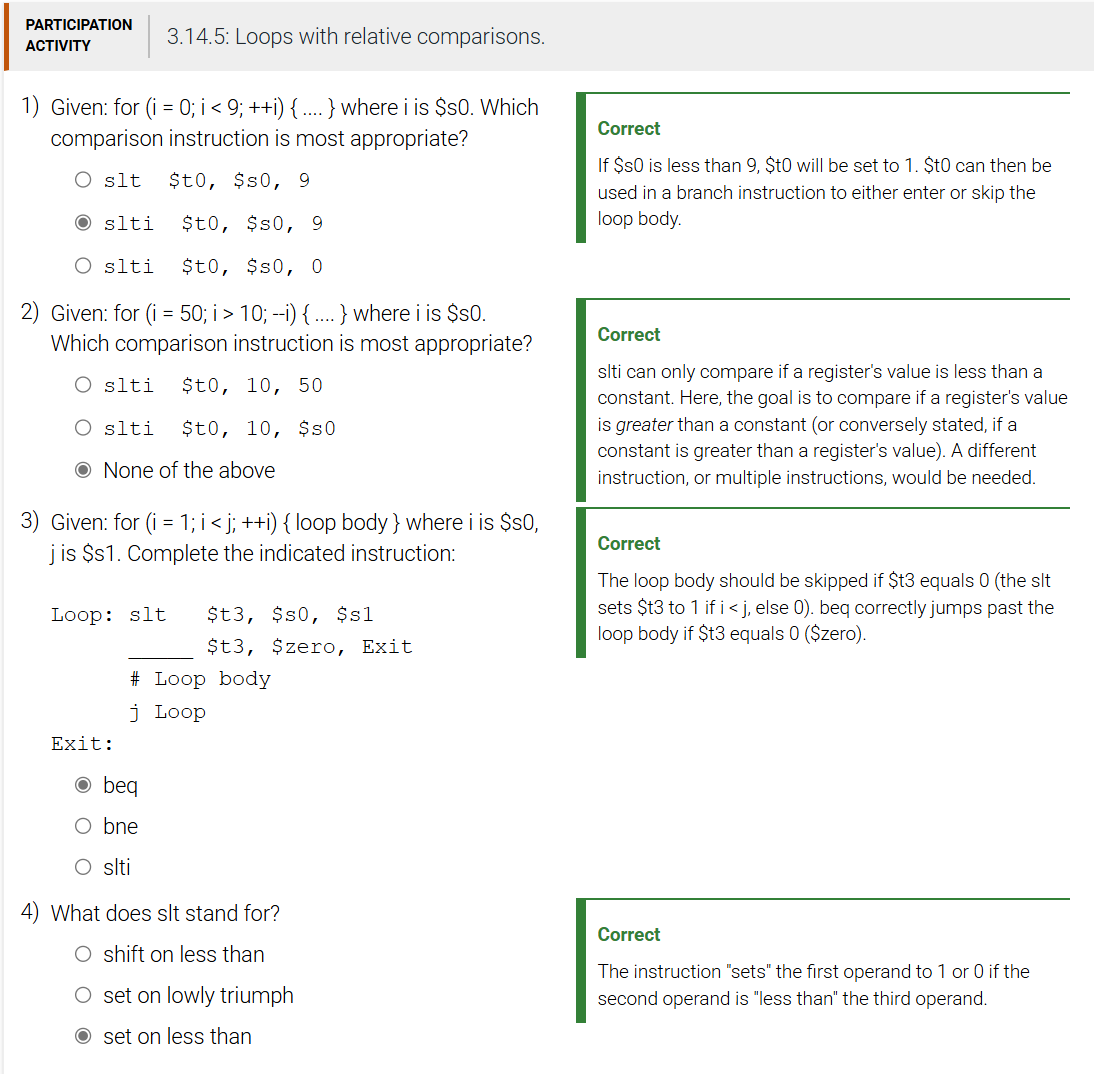 PARTICIPATION
ACTIVITY
3.14.5: Loops with relative comparisons.
1) Given: for (i = 0; i < 9; ++i) { .... } where i is $s0. Which
comparison instruction is most appropriate?
slt $t0, $s0, 9
slti $t0, $s0, 9
slti $t0, $s0, 0
Correct
If $s0 is less than 9, $t0 will be set to 1. $t0 can then be
used in a branch instruction to either enter or skip the
loop body.
2) Given: for (i = 50; i > 10; --i) { .... } where i is $s0.
Which comparison instruction is most appropriate?
slti $t0, 10, 50
slti $t0, 10, $s0
None of the above
Correct
slti can only compare if a register's value is less than a
constant. Here, the goal is to compare if a register's value
is greater than a constant (or conversely stated, if a
constant is greater than a register's value). A different
instruction, or multiple instructions, would be needed.
3) Given: for (i = 1; i < j; ++i) { loop body } where i is $s0,
j is $s1. Complete the indicated instruction:
Loop: slt $t3, $s0, $s1
_____ $t3, $zero, Exit
# Loop body
j Loop
Exit:
beq
bne
slti
Correct
The loop body should be skipped if $t3 equals 0 (the slt
sets $t3 to 1 if i < j, else 0). beq correctly jumps past the
loop body if $t3 equals 0 ($zero).
4) What does slt stand for?
shift on less than
set on lowly triumph
set on less than
Correct
The instruction "sets" the first operand to 1 or 0 if the
second operand is "less than" the third operand.